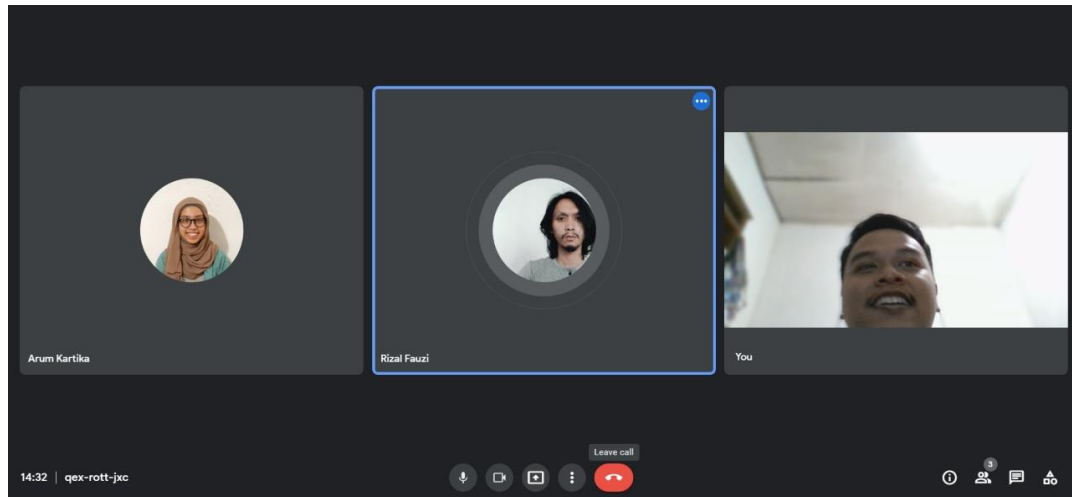 Arum Kartika
Rizal Fauzi
You
Leave call
14:32 | qex-rott-jxc
3